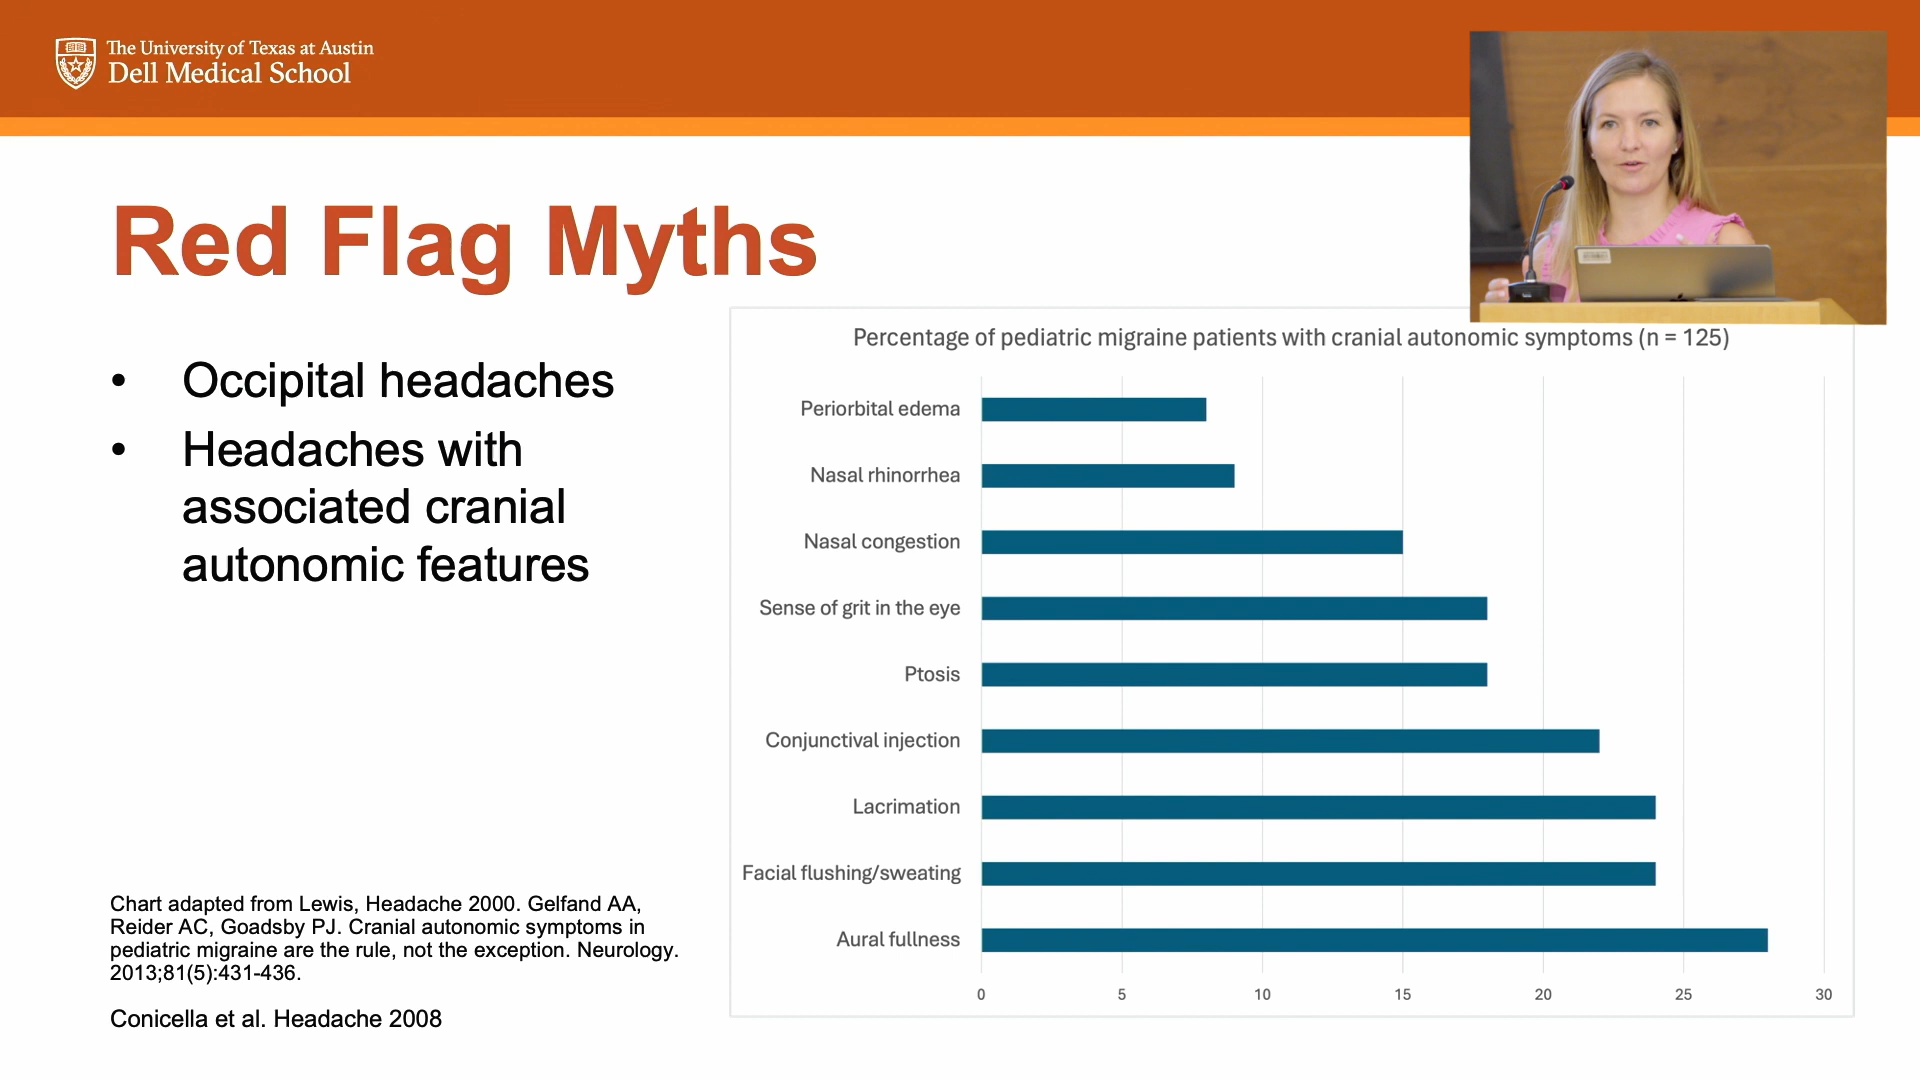 The University of Texas at Austin
Dell Medical School
Red Flag Myths
• Occipital headaches
• Headaches with
associated cranial
autonomic features
Chart adapted from Lewis, Headache 2000. Gelfand AA,
Reider AC, Goadsby PJ. Cranial autonomic symptoms in
pediatric migraine are the rule, not the exception. Neurology.
2013;81(5):431-436.
Conicella et al. Headache 2008
Percentage of pediatric migraine patients with cranial autonomic symptoms (n = 125)
Periorbital edema
Nasal rhinorrhea
Nasal congestion
Sense of grit in the eye
Ptosis
Conjunctival injection
Lacrimation
Facial flushing/sweating
Aural fullness
0 5 10 15 20 25 30